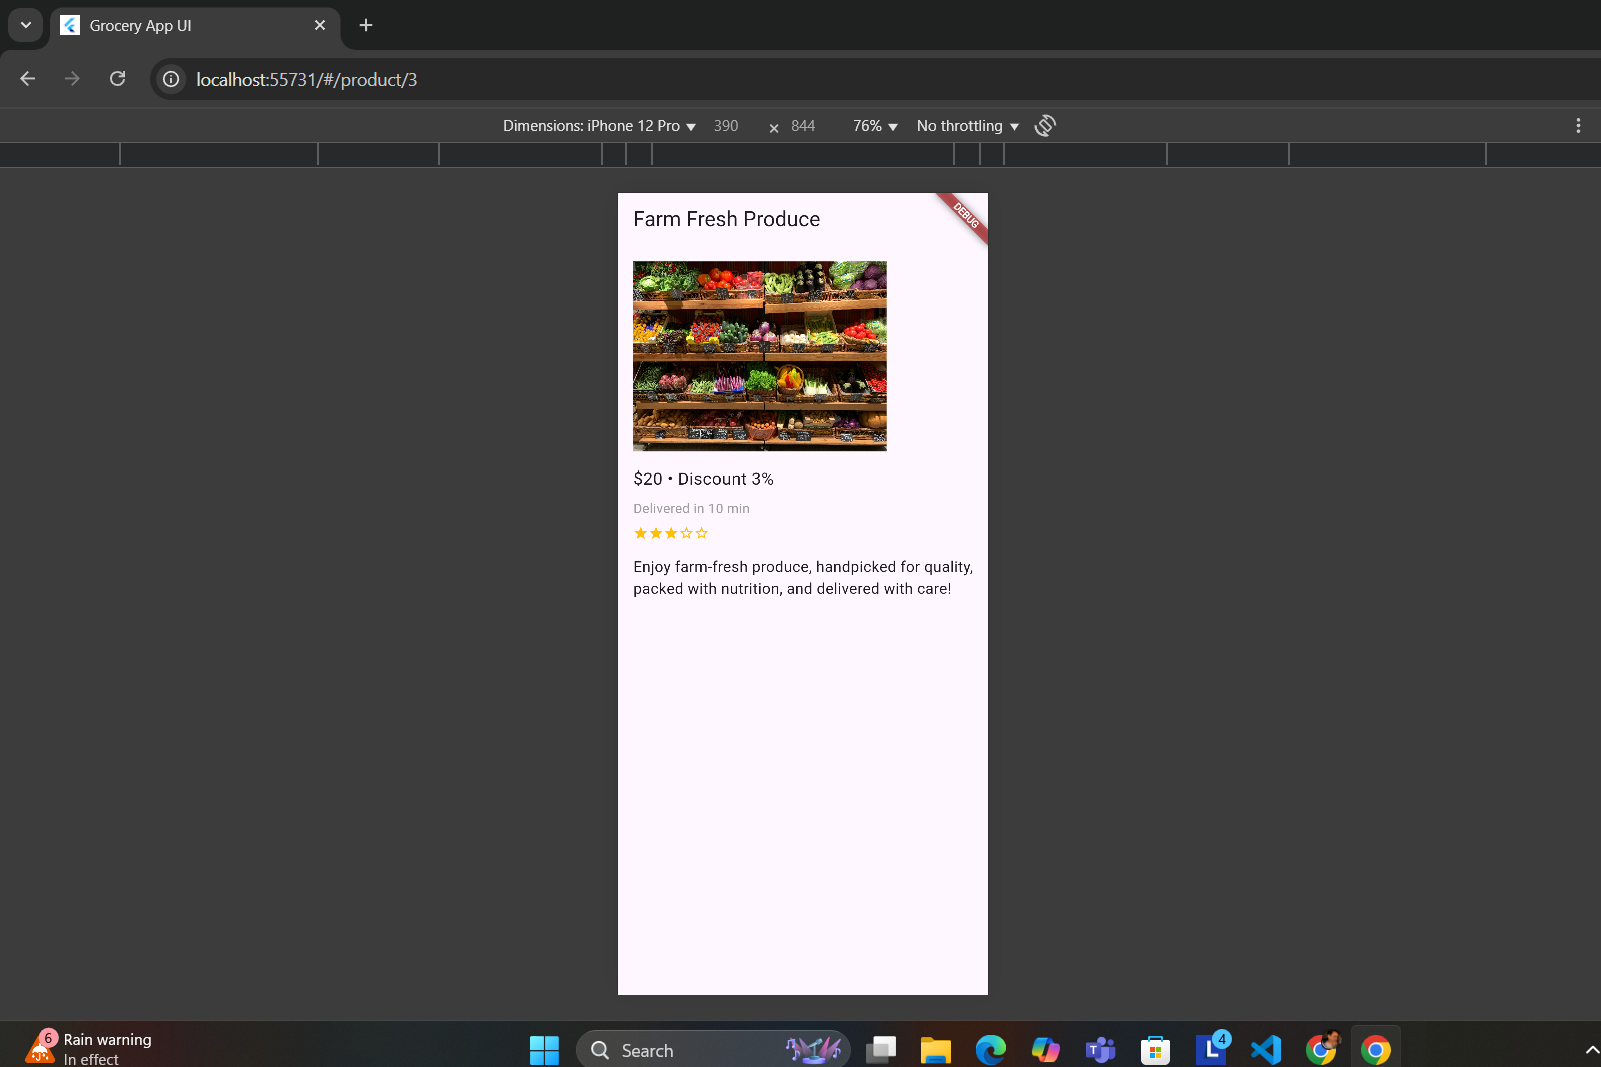 Grocery App UI
localhost:55731/#/product/3
Dimensions: iPhone 12 Pro 390 × 844 76% No throttling
Farm Fresh Produce
DEBUG
$20 • Discount 3%
Delivered in 10 min
Enjoy farm-fresh produce, handpicked for quality,
packed with nutrition, and delivered with care!
6
Rain warning
In effect
Search
T
L
4